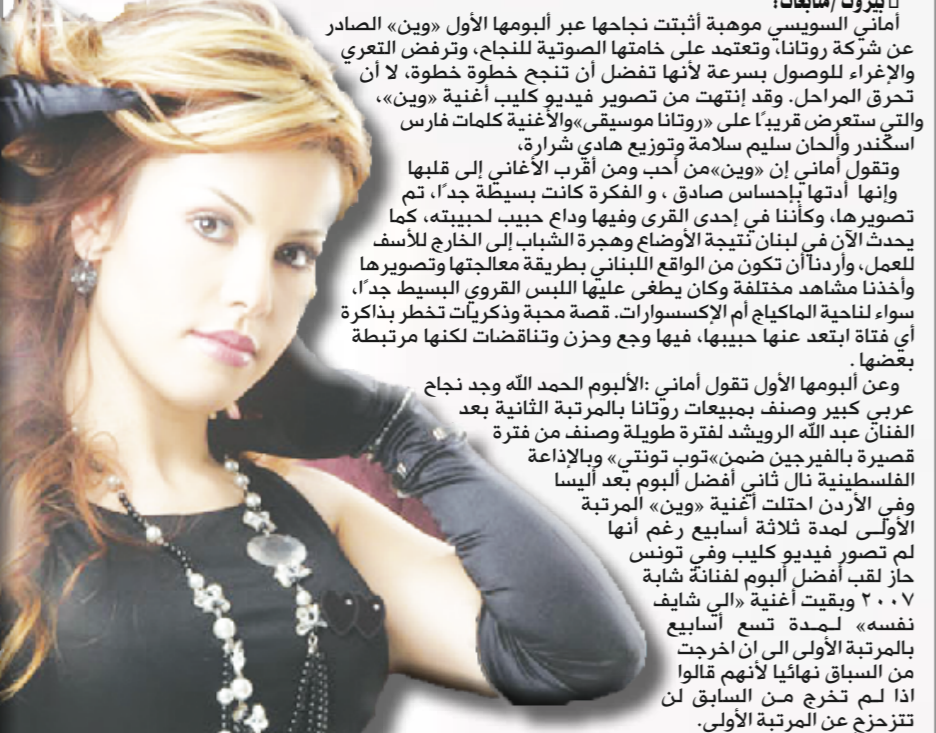 بيروت /متابعات:
أماني السويسي موهبة أثبتت نجاحها عبر ألبومها الأول «وين» الصادر
عن شركة روتانا، وتعتمد على خامتها الصوتية للنجاح، وترفض التعري
والإغراء للوصول بسرعة لأنها تفضل أن تنجح خطوة خطوة، لا أن
تحرق المراحل. وقد إنتهت من تصوير فيديو كليب أغنية «وين»،
والتي ستعرض قريبًا على «روتانا موسيقى»والأغنية كلمات فارس
اسكندر وألحان سليم سلامة وتوزيع هادي شرارة،
وتقول أماني إن «وين»من أحب ومن أقرب الأغاني إلى قلبها
وإنها أدتها بإحساس صادق ، و الفكرة كانت بسيطة جدًا، تم
تصويرها، وكأننا في إحدى القرى وفيها وداع حبيب لحبيبته، كما
يحدث الآن في لبنان نتيجة الأوضاع وهجرة الشباب إلى الخارج للأسف
للعمل، وأردنا أن تكون من الواقع اللبناني بطريقة معالجتها وتصويرها
وأخذنا مشاهد مختلفة وكان يطغى عليها اللبس القروي البسيط جدًا،
سواء لناحية الماكياج أم الإكسسوارات. قصة محبة وذكريات تخطر بذاكرة
أي فتاة ابتعد عنها حبيبها، فيها وجع وحزن وتناقضات لكنها مرتبطة
بعضها .
وعن ألبومها الأول تقول أماني :الألبوم الحمد الله وجد نجاح
عربي كبير وصنف بمبيعات روتانا بالمرتبة الثانية بعد
الفنان عبد الله الرويشد لفترة طويلة وصنف من فترة
قصيرة بالفيرجين ضمن»توب تونتي» وبالإذاعة
الفلسطينية نال ثاني أفضل ألبوم بعد أليسا
وفي الأردن احتلت أغنية «وين» المرتبة
الأولـى لمدة ثلاثة أسابيع رغم أنها
لم تصور فيديو كليب وفي تونس
حاز لقب أفضل ألبوم لفنانة شابة
٢٠٠٧ وبقيت أغنية «الي شايف
نفسه» لـمـدة تسع أسابيع
بالمرتبة الأولى الى ان اخرجت
من السباق نهائيا لأنهم قالوا
اذا لـم تخرج مـن السابق لن
تتزحزح عن المرتبة الأولى.